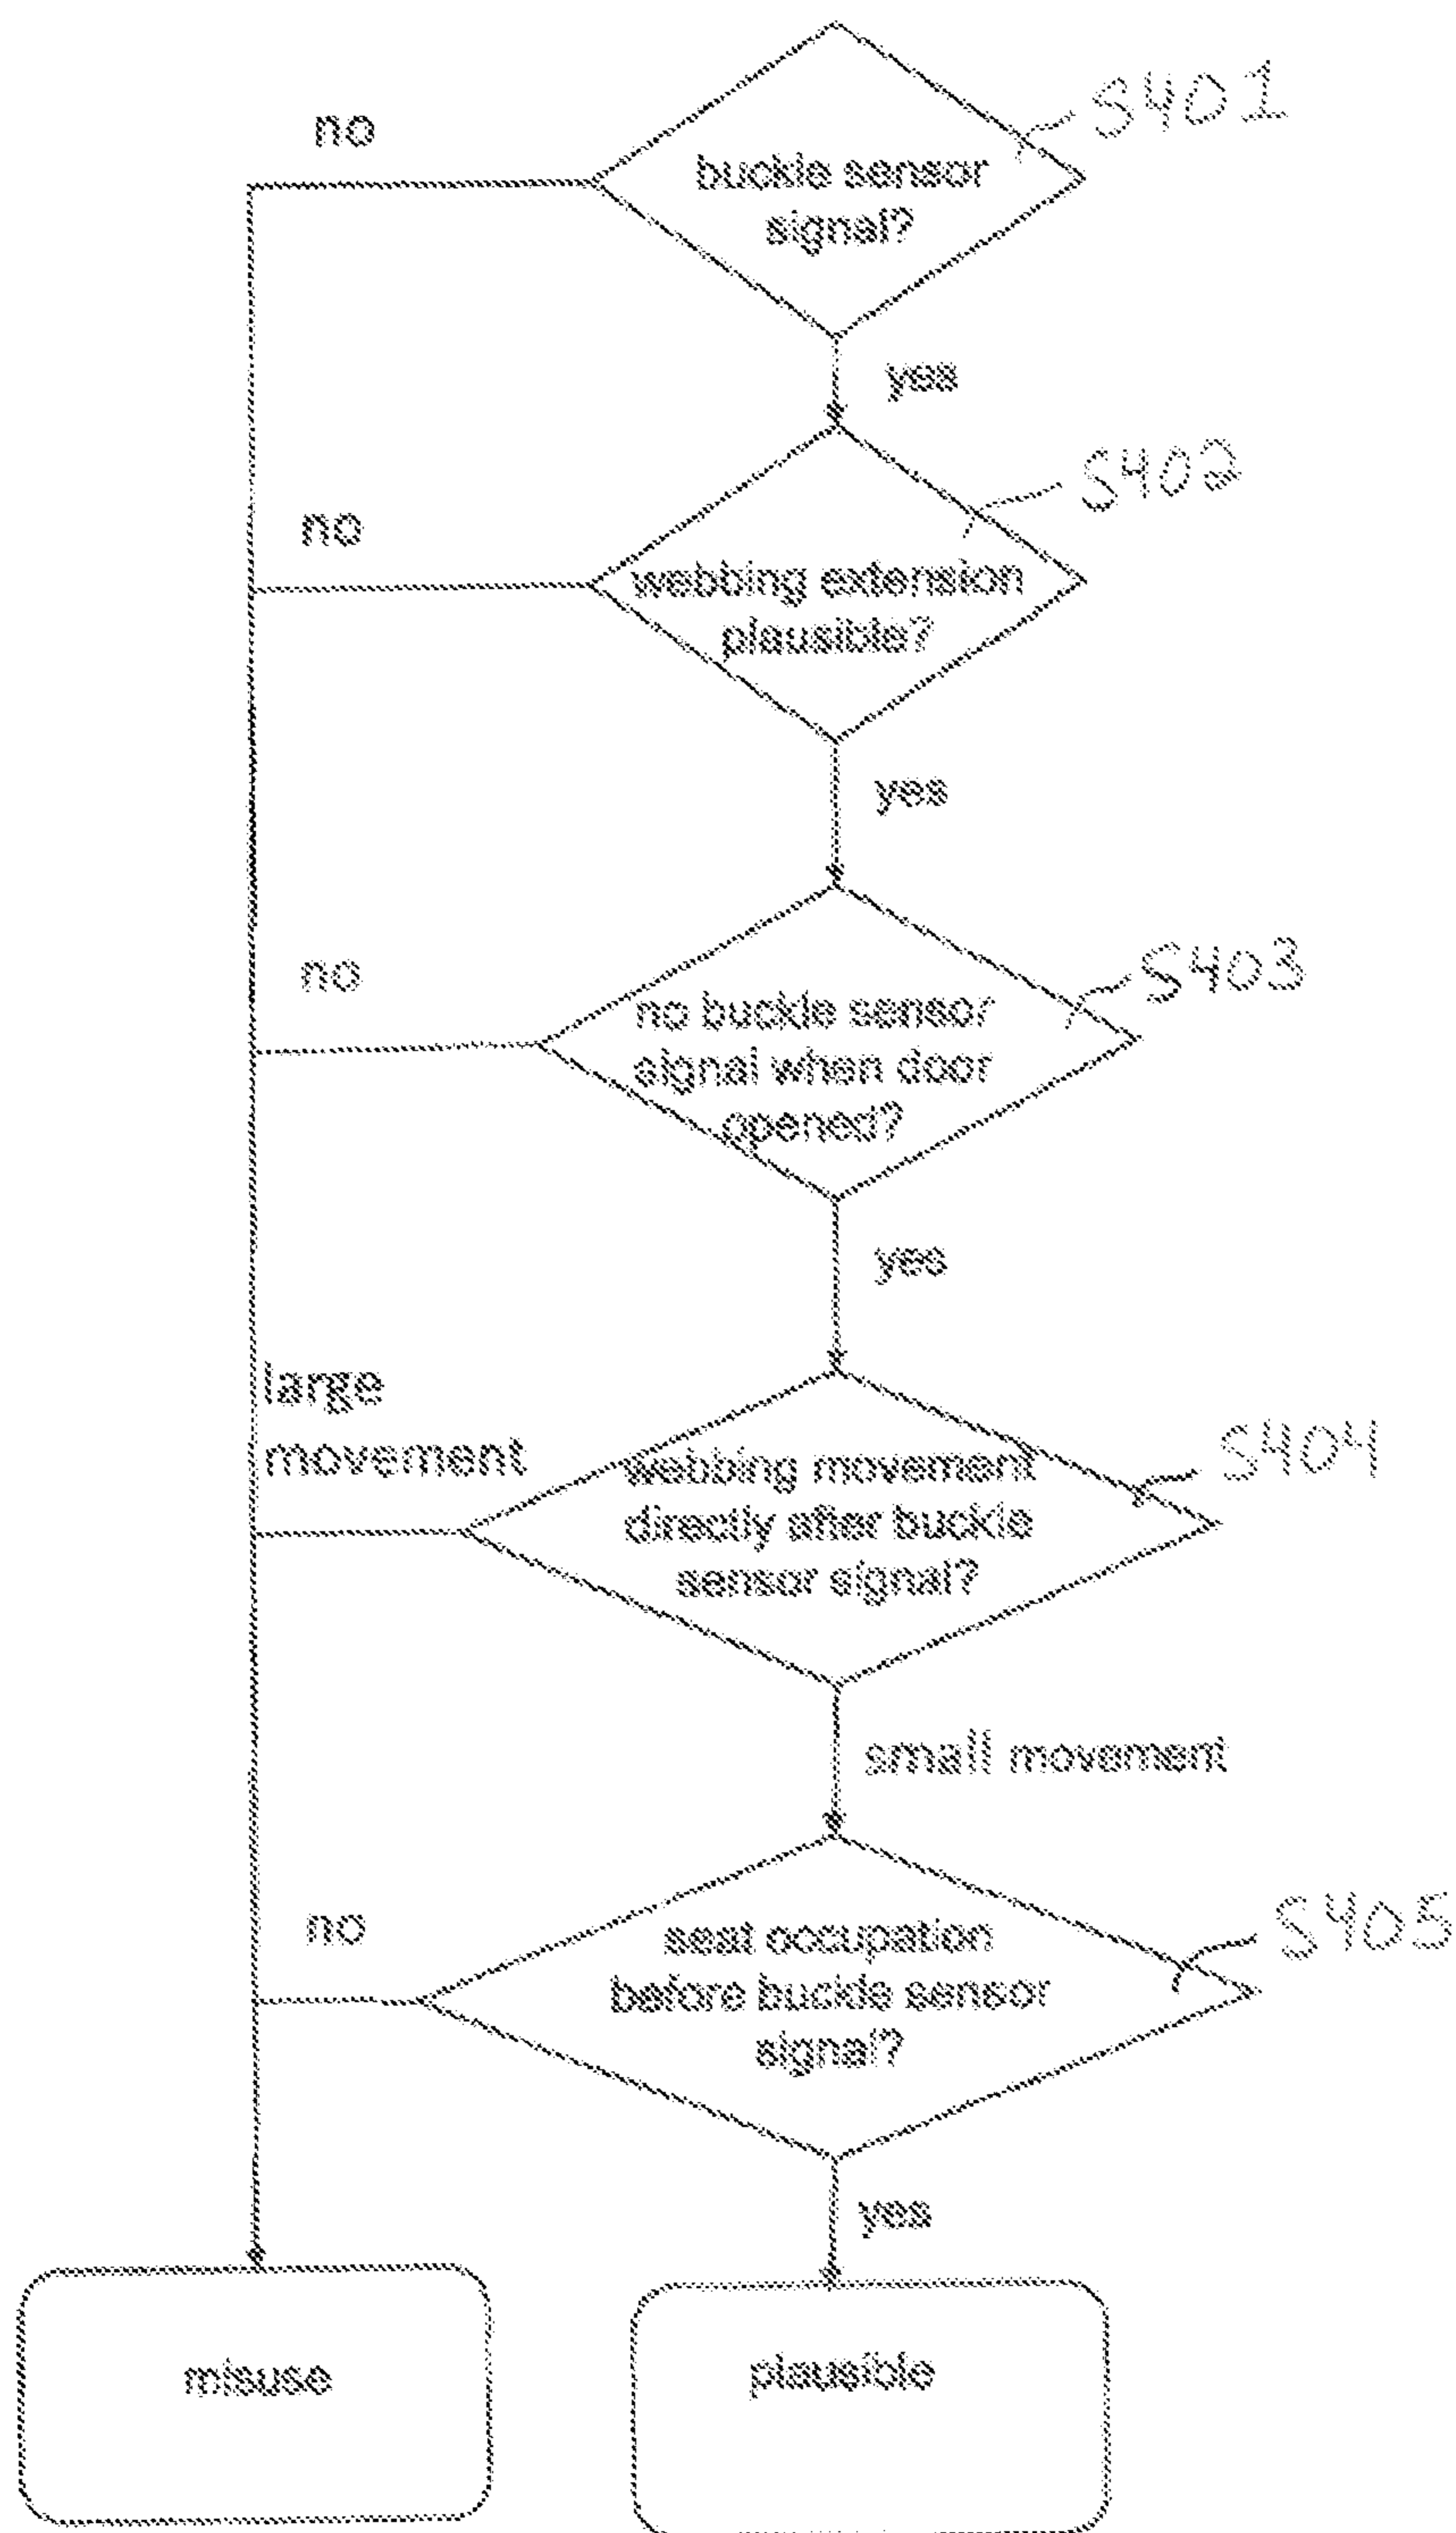 S401
no
buckle sensor
signal?
yes
S402
no
webbing extension
plausible?
yes
S403
no
no buckle sensor
signal when door
opened?
yes
large
movement
S404
webbing movement
directly after buckle
sensor signal?
small movement
S405
no
seat occupation
before buckle sensor
signal?
yes
misuse
plausible